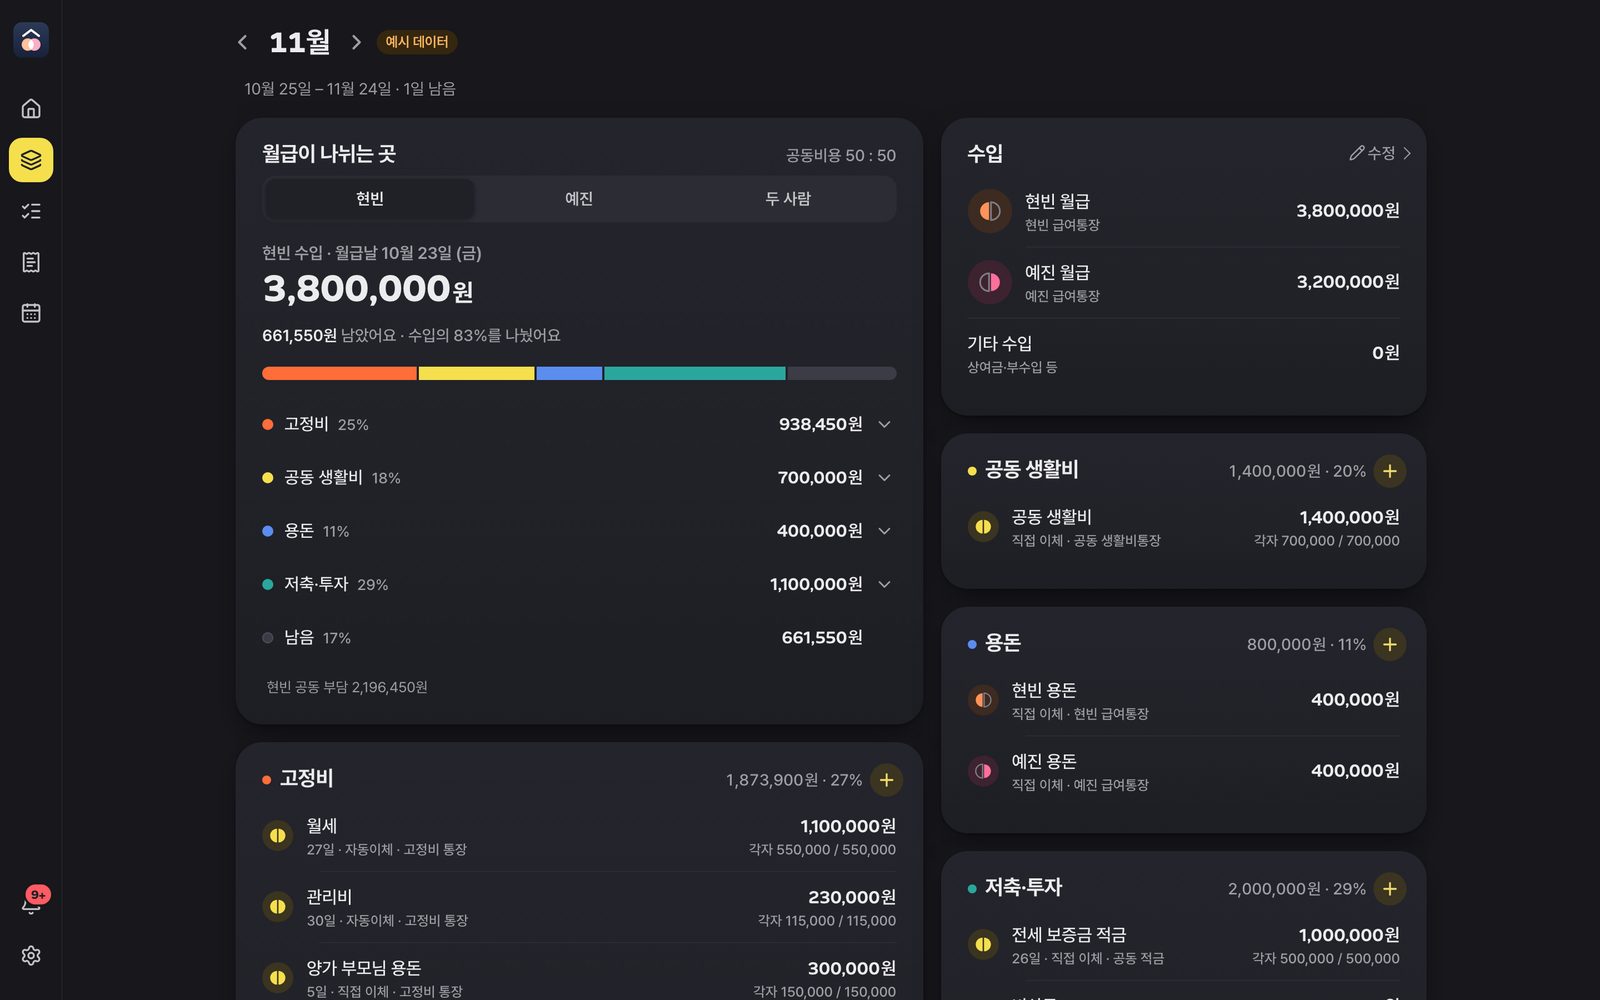 11월
예시 데이터
10월 25일 – 11월 24일 · 1일 남음
월급이 나뉘는 곳
공동비용 50 : 50
현빈
예진
두 사람
현빈 수입 · 월급날 10월 23일 (금)
3,800,000원
661,550원 남았어요 · 수입의 83%를 나눴어요
고정비 25%
938,450원
공동 생활비 18%
700,000원
용돈 11%
400,000원
저축·투자 29%
1,100,000원
남음 17%
661,550원
현빈 공동 부담 2,196,450원
고정비
1,873,900원 · 27%
월세
1,100,000원
27일 · 자동이체 · 고정비 통장
각자 550,000 / 550,000
관리비
230,000원
30일 · 자동이체 · 고정비 통장
각자 115,000 / 115,000
양가 부모님 용돈
300,000원
5일 · 직접 이체 · 고정비 통장
각자 150,000 / 150,000
수입
수정
현빈 월급
3,800,000원
현빈 급여통장
예진 월급
3,200,000원
예진 급여통장
기타 수입
0원
상여금·부수입 등
공동 생활비
1,400,000원 · 20%
공동 생활비
1,400,000원
직접 이체 · 공동 생활비통장
각자 700,000 / 700,000
용돈
800,000원 · 11%
현빈 용돈
400,000원
직접 이체 · 현빈 급여통장
예진 용돈
400,000원
직접 이체 · 예진 급여통장
저축·투자
2,000,000원 · 29%
전세 보증금 적금
1,000,000원
26일 · 직접 이체 · 공동 적금
각자 500,000 / 500,000
9+